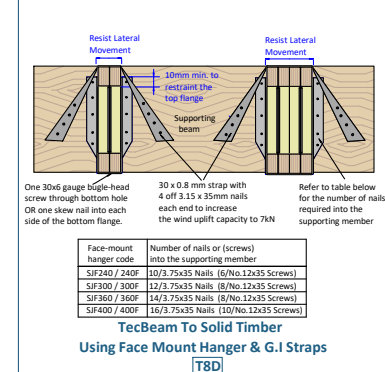 Resist Lateral
Movement
Resist Lateral
Movement
10mm min. to
restraint the
top flange
Supporting
beam
One 30x6 gauge bugle-head
screw through bottom hole
OR one skew nail into each
side of the bottom flange.
30 x 0.8 mm strap with
4 off 3.15 x 35mm nails
each end to increase
the wind uplift capacity to 7kN
Refer to table below
for the number of nails
required into the
supporting member
Face-mount
hanger code
Number of nails or (screws)
into the supporting member
SJF240 / 240F 10/3.75x35 Nails (6/No.12x35 Screws)
SJF300 / 300F 12/3.75x35 Nails (8/No.12x35 Screws)
SJF360 / 360F 14/3.75x35 Nails (8/No.12x35 Screws)
SJF400 / 400F 16/3.75x35 Nails (10/No.12x35 Screws)
TecBeam To Solid Timber
Using Face Mount Hanger & G.I Straps
T8D